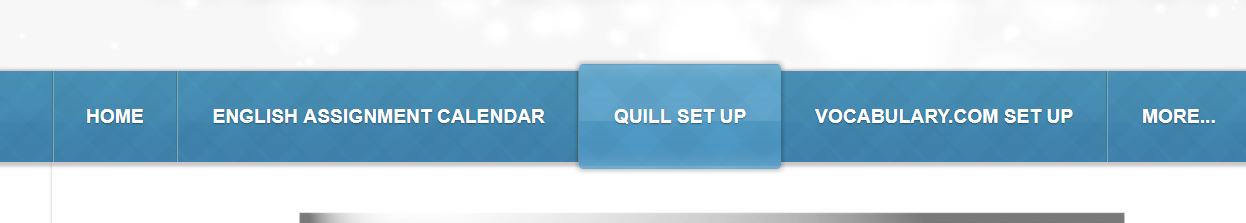 HOME ENGLISH ASSIGNMENT CALENDAR QUILL SET UP VOCABULARY.COM SET UP MORE...